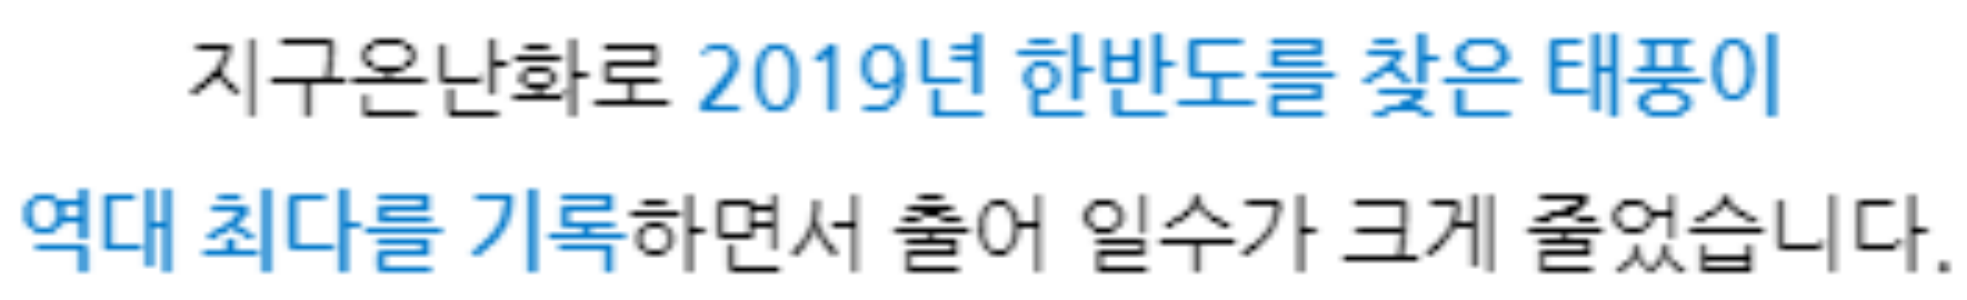 지구온난화로 2019년 한반도를 찾은 태풍이
역대 최다를 기록하면서 출어 일수가 크게 줄었습니다.